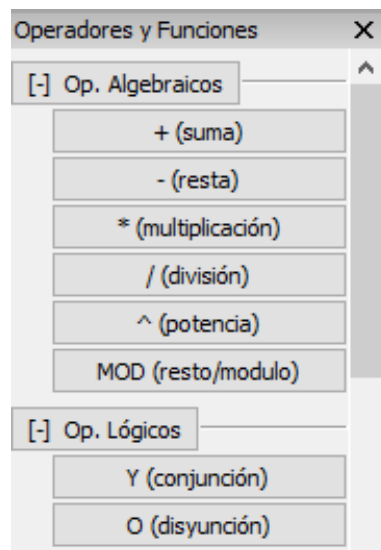 Operadores y Funciones
[-] Op. Algebraicos
+ (suma)
- (resta)
* (multiplicación)
/ (división)
^ (potencia)
MOD (resto/modulo)
[-] Op. Lógicos
Y (conjunción)
O (disyunción)